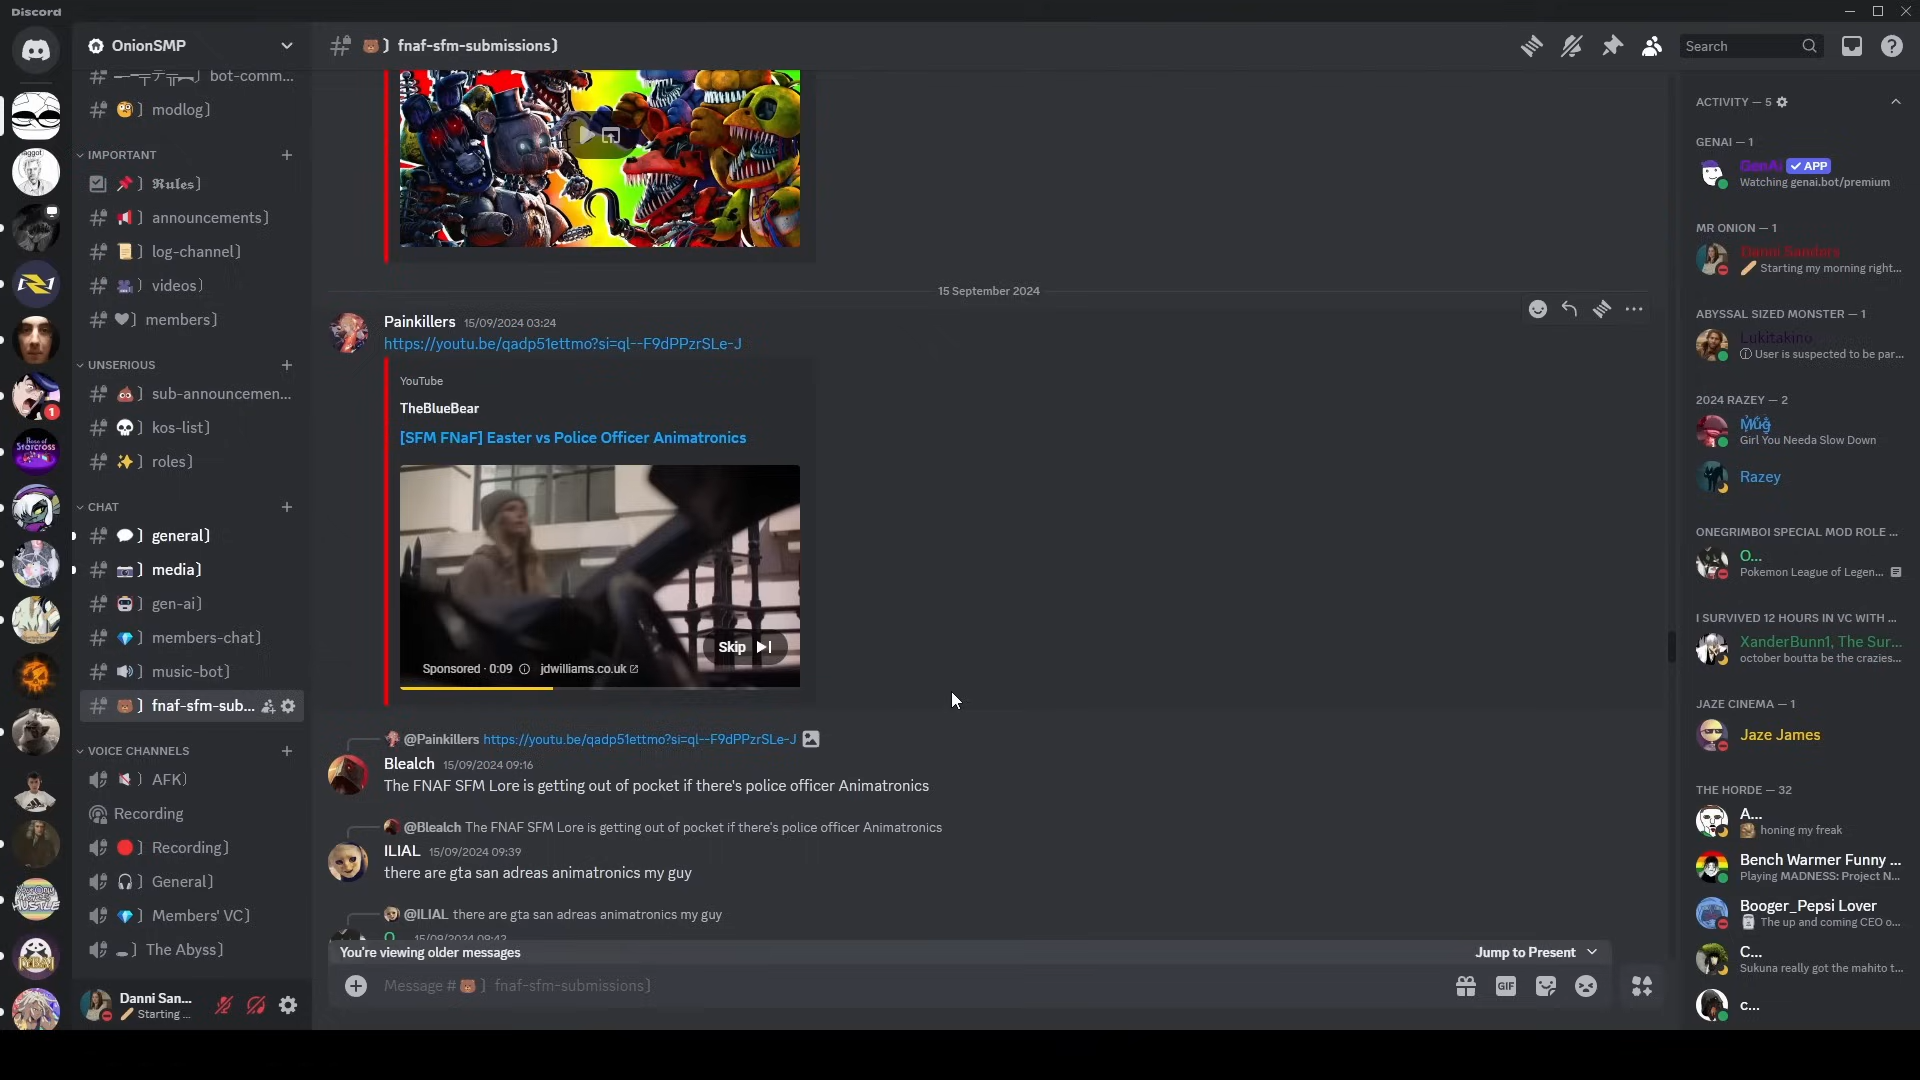 Discord
OnionSMP
bot-comm...
modlog]
IMPORTANT
𝕽𝖚𝖑𝖊𝖘]
announcements]
log-channel]
videos]
members]
UNSERIOUS
sub-announcemen...
kos-list]
roles]
CHAT
general]
media]
gen-ai]
members-chat]
music-bot]
fnaf-sfm-sub...
VOICE CHANNELS
AFK]
Recording
Recording]
General]
Members' VC]
The Abyss]
Danni San...
Starting ...
1
fnaf-sfm-submissions]
Search
15 September 2024
Painkillers 15/09/2024 03:24
https://youtu.be/qadp51ettmo?si=ql--F9dPPzrSLe-J
YouTube
TheBlueBear
[SFM FNaF] Easter vs Police Officer Animatronics
Skip
Sponsored · 0:09 jdwilliams.co.uk
@Painkillers https://youtu.be/qadp51ettmo?si=ql--F9dPPzrSLe-J
Blealch 15/09/2024 09:16
The FNAF SFM Lore is getting out of pocket if there's police officer Animatronics
@Blealch The FNAF SFM Lore is getting out of pocket if there's police officer Animatronics
ILIAL 15/09/2024 09:39
there are gta san adreas animatronics my guy
@ILIAL there are gta san adreas animatronics my guy
O... 15/09/2024 09:42
You're viewing older messages
Jump to Present
Message # fnaf-sfm-submissions]
GIF
ACTIVITY — 5
GENAI — 1
GenAi APP
Watching genai.bot/premium
MR ONION — 1
Danni Sanders
Starting my morning right...
ABYSSAL SIZED MONSTER — 1
Lukitakino
User is suspected to be par...
2024 RAZEY — 2
Mug
Girl You Needa Slow Down
Razey
ONEGRIMBOI SPECIAL MOD ROLE ...
O...
Pokemon League of Legen...
I SURVIVED 12 HOURS IN VC WITH ...
XanderBunn1, The Sur...
october boutta be the crazies...
JAZE CINEMA — 1
Jaze James
THE HORDE — 32
A...
honing my freak
Bench Warmer Funny ...
Playing MADNESS: Project N...
Booger_Pepsi Lover
The up and coming CEO o...
C...
Sukuna really got the mahito t...
c...